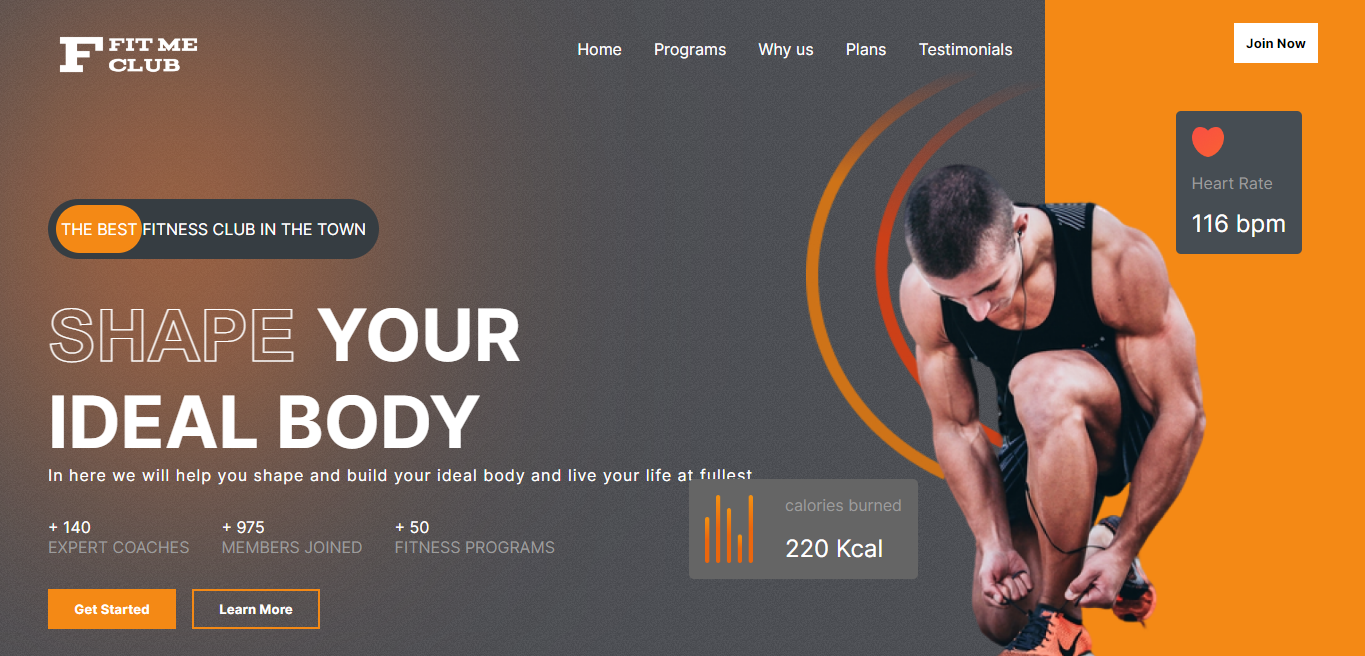 F FIT ME
CLUB
Home Programs Why us Plans Testimonials
Join Now
Heart Rate
116 bpm
THE BEST FITNESS CLUB IN THE TOWN
SHAPE YOUR
IDEAL BODY
In here we will help you shape and build your ideal body and live your life at fullest
calories burned
220 Kcal
+ 140
EXPERT COACHES
+ 975
MEMBERS JOINED
+ 50
FITNESS PROGRAMS
Get Started
Learn More